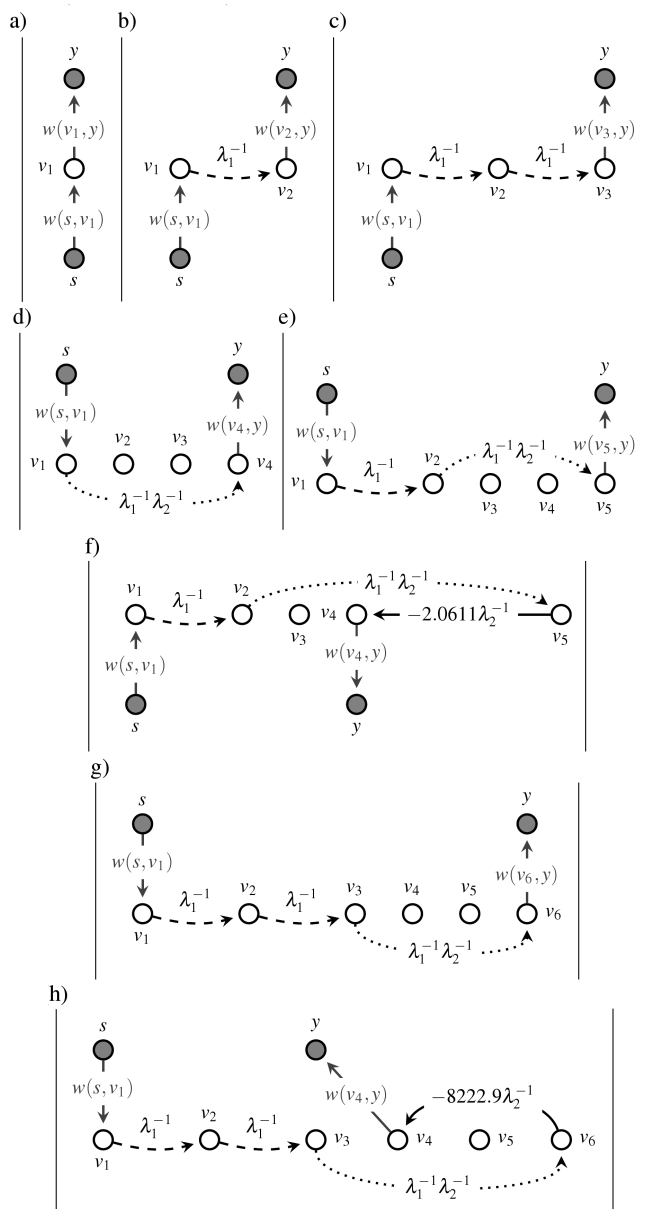 a) b) c)
y y y
w(v₁, y) w(v₂, y) w(v₃, y)
v₁ v₁ λ₁⁻¹ v₂ v₁ λ₁⁻¹ v₂ λ₁⁻¹ v₃
w(s, v₁) w(s, v₁) w(s, v₁)
s s s
d) e)
s y s y
w(s, v₁) w(v₄, y) w(s, v₁) w(v₅, y)
v₁ v₂ v₃ v₄ v₁ λ₁⁻¹ v₂ λ₁⁻¹λ₂⁻¹ v₃ v₄ v₅
λ₁⁻¹λ₂⁻¹
f)
v₁ λ₁⁻¹ v₂ λ₁⁻¹λ₂⁻¹
v₃ v₄ −2.0611λ₂⁻¹ v₅
w(s, v₁) w(v₄, y)
s y
g)
s y
w(s, v₁) w(v₆, y)
v₁ λ₁⁻¹ v₂ λ₁⁻¹ v₃ v₄ v₅ v₆
λ₁⁻¹λ₂⁻¹
h)
s y
w(s, v₁) w(v₄, y) −8222.9λ₂⁻¹
v₁ λ₁⁻¹ v₂ λ₁⁻¹ v₃ v₄ v₅ v₆
λ₁⁻¹λ₂⁻¹